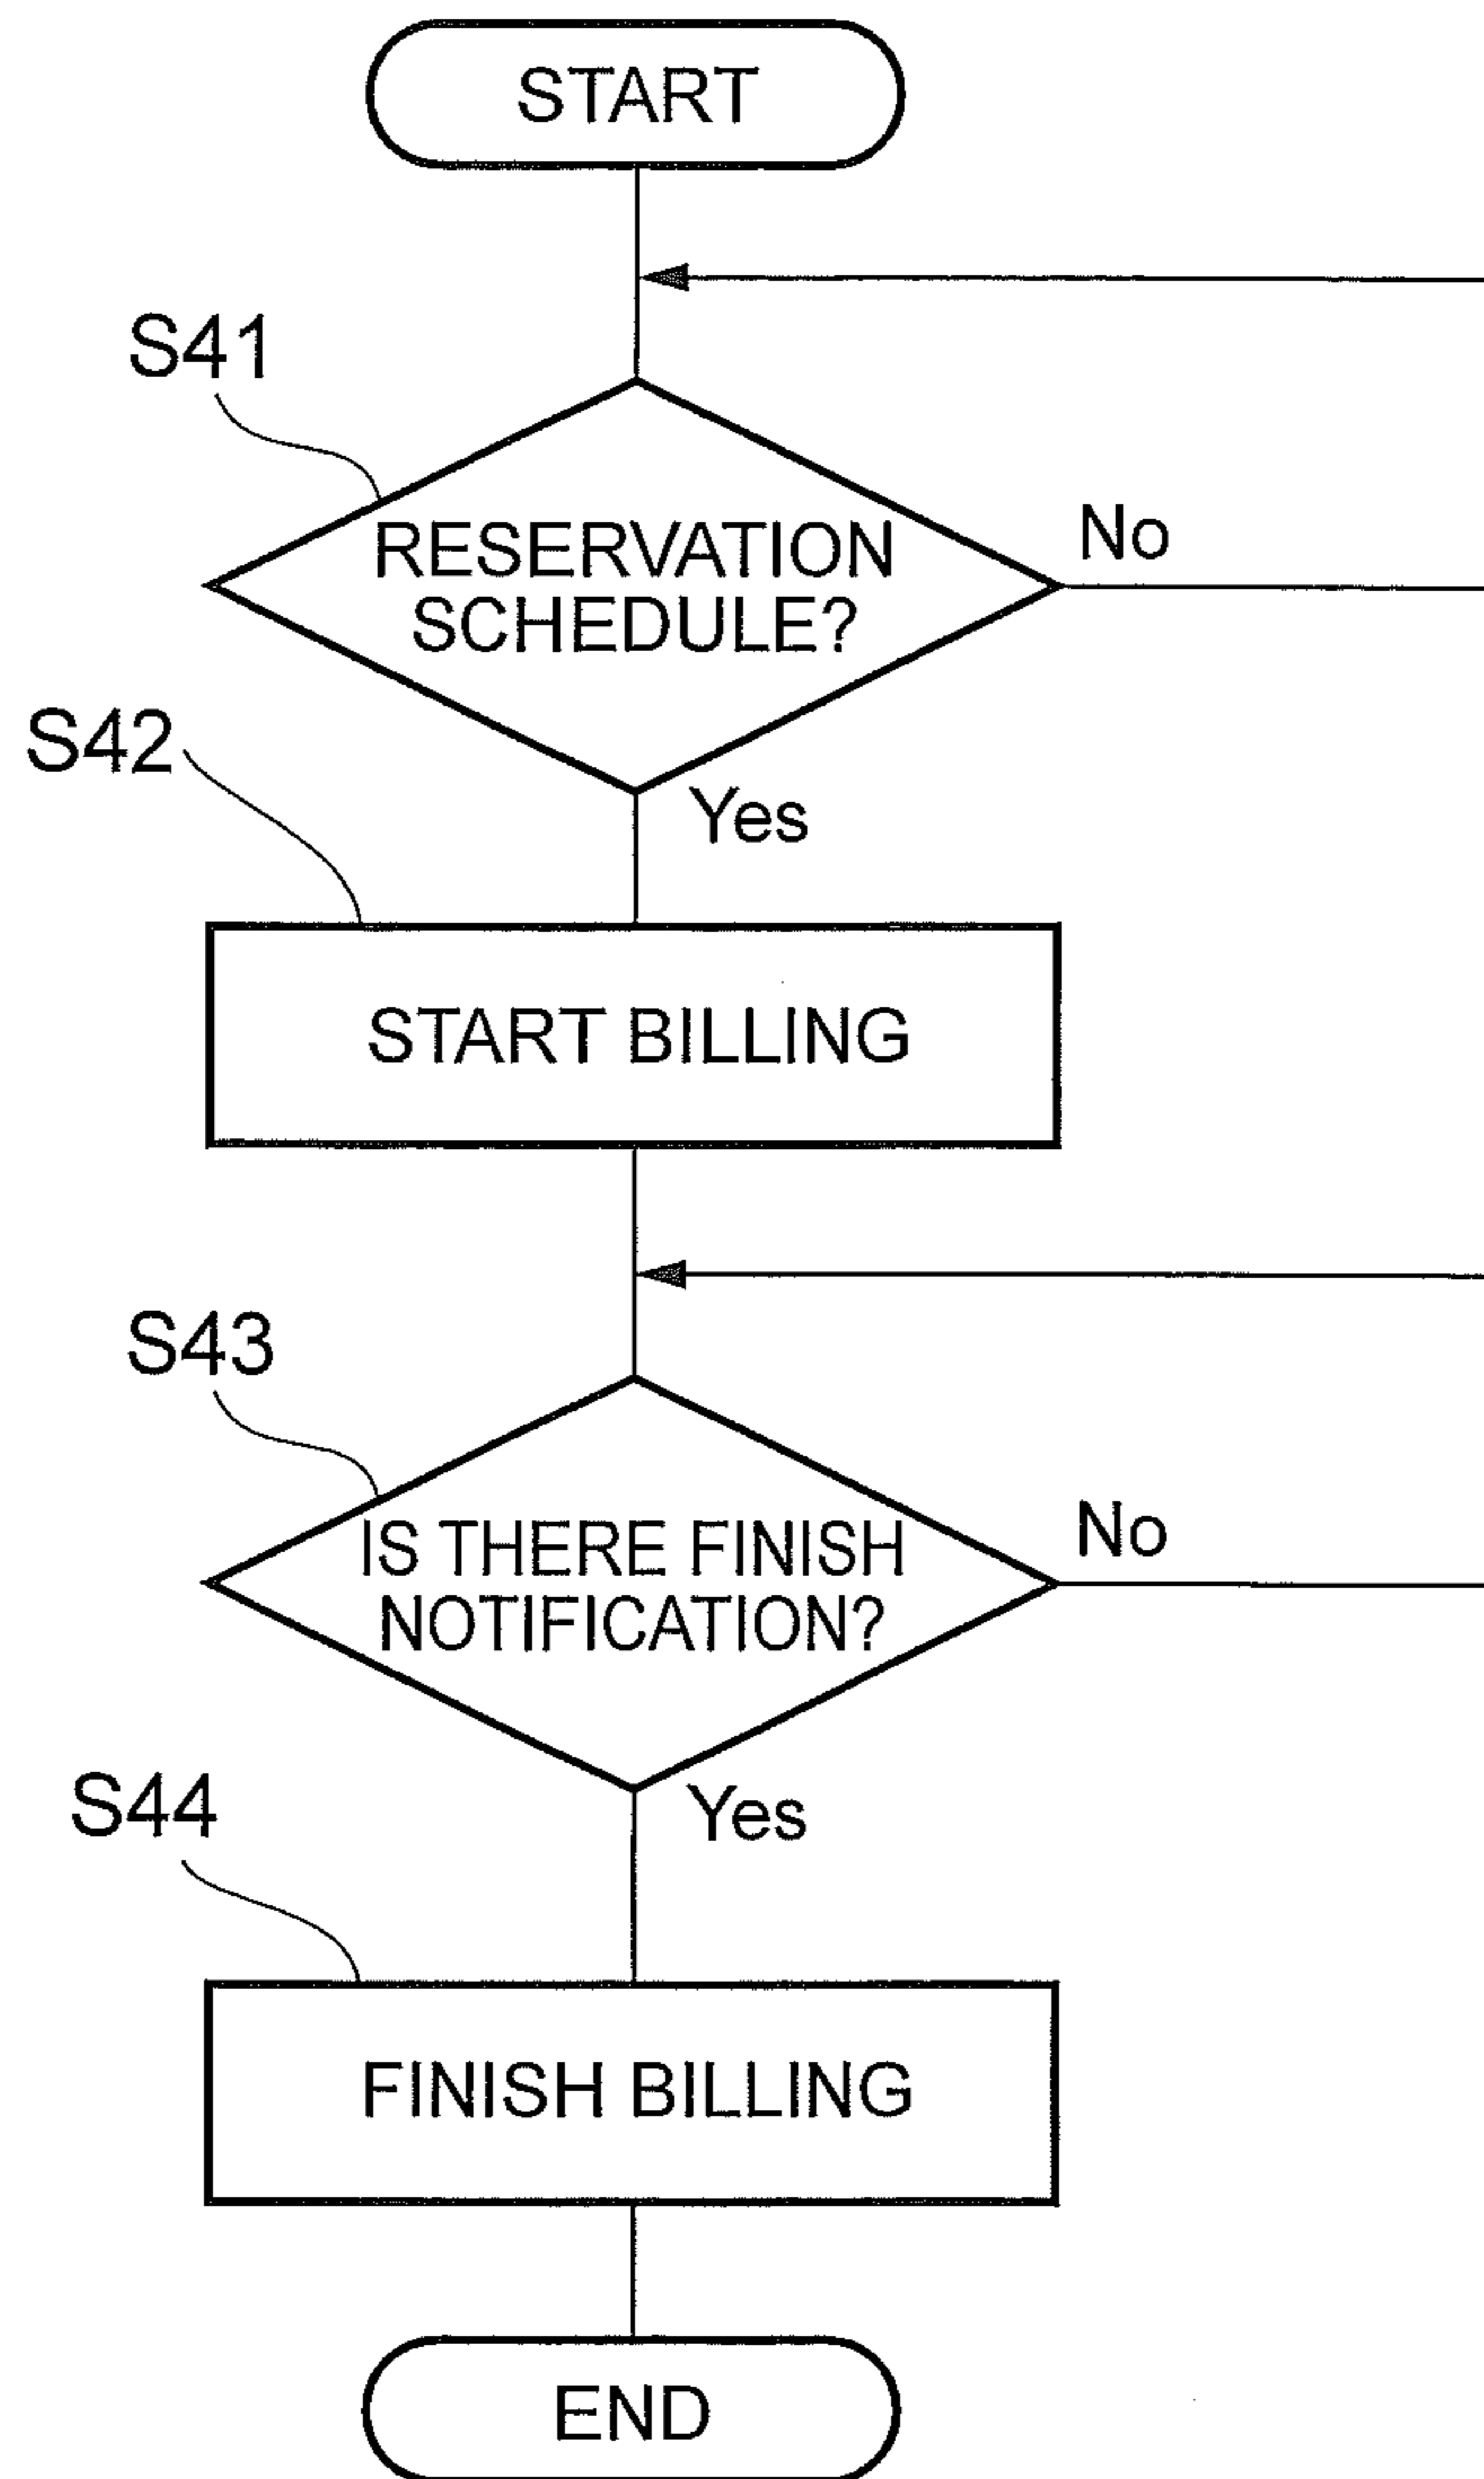 START
S41
RESERVATION
SCHEDULE?
No
S42
Yes
START BILLING
S43
IS THERE FINISH
NOTIFICATION?
No
S44
Yes
FINISH BILLING
END